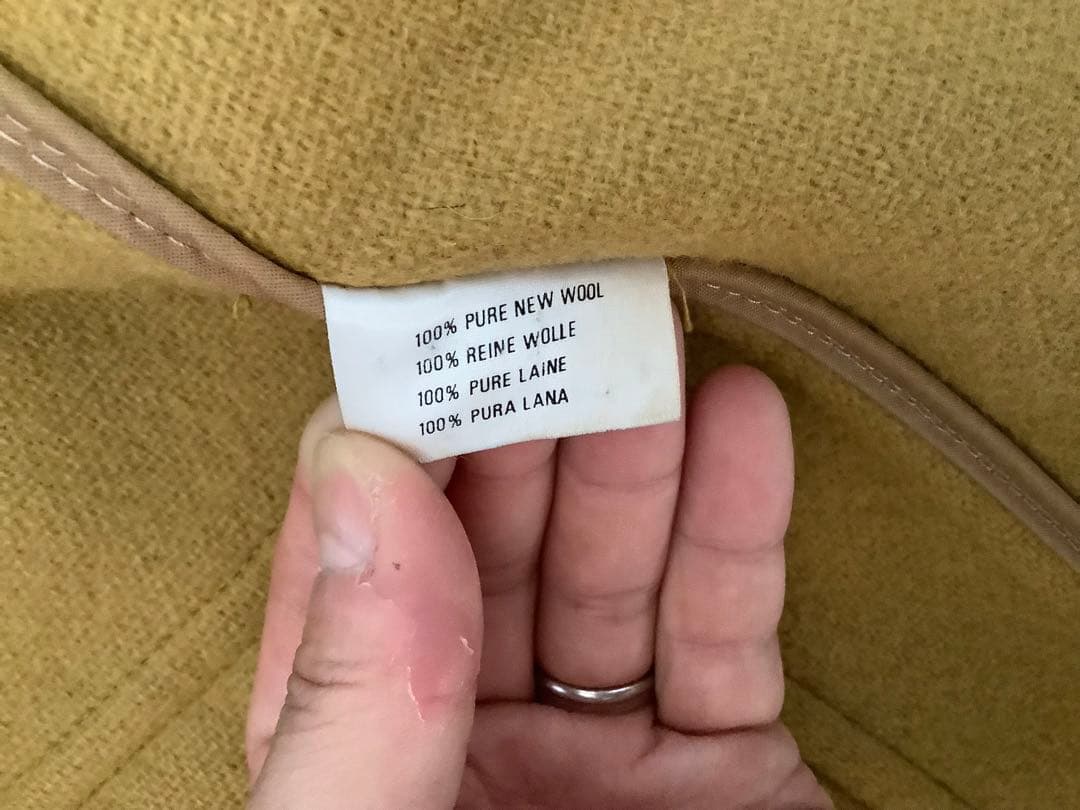 100% PURE NEW WOOL
100% REINE WOLLE
100% PURE LAINE
100% PURA LANA